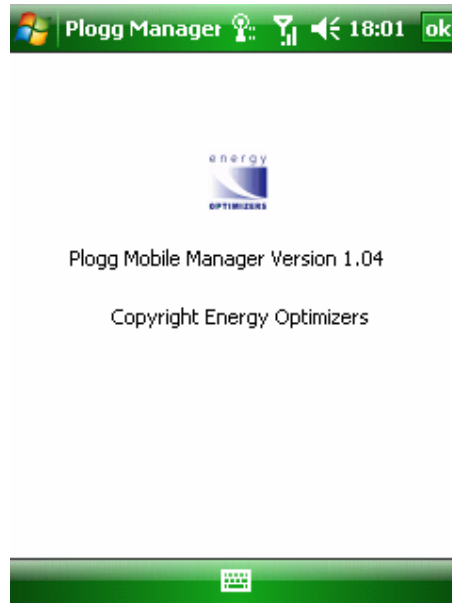 Plogg Manager 18:01 ok
energy
OPTIMIZERS
Plogg Mobile Manager Version 1.04
Copyright Energy Optimizers